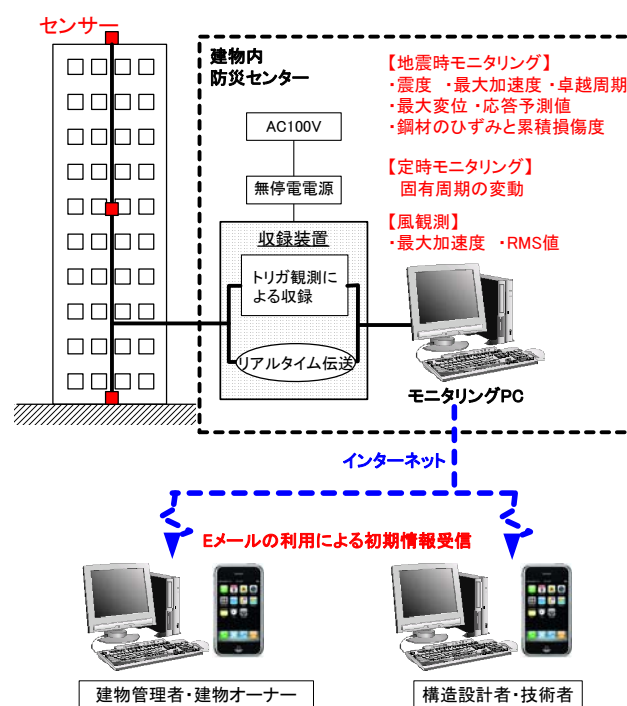 センサー
建物内
防災センター
【地震時モニタリング】
・震度 ・最大加速度 ・卓越周期
・最大変位 ・応答予測値
・鋼材のひずみと累積損傷度
AC100V
【定時モニタリング】
固有周期の変動
無停電電源
【風観測】
・最大加速度 ・RMS値
収録装置
トリガ観測に
よる収録
リアルタイム伝送
モニタリングPC
インターネット
Eメールの利用による初期情報受信
建物管理者・建物オーナー
構造設計者・技術者